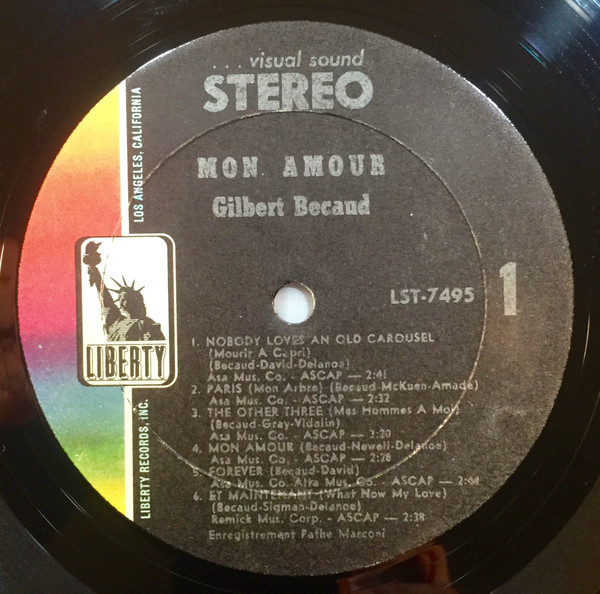 . . . visual sound
STEREO
MON AMOUR
Gilbert Becaud
LOS ANGELES, CALIFORNIA
LIBERTY
LIBERTY RECORDS, INC.
LST-7495
1
1. NOBODY LOVES AN OLD CAROUSEL
(Mourir A Capri)
(Becaud-David-Delanoe)
Asa Mus. Co. - ASCAP — 2:41
2. PARIS (Mon Arbre) (Becaud-McKuen-Amade)
Asa Mus. Co. - ASCAP — 2:32
3. THE OTHER THREE (Mes Hommes A Moi)
(Becaud-Gray-Vidalin)
Asa Mus. Co. - ASCAP — 3:20
4. MON AMOUR (Becaud-Newell-Delanoe)
Asa Mus. Co. - ASCAP — 2:28
5. FOREVER (Becaud-David)
Asa Mus. Co. Alta Mus. Co. - ASCAP — 2:44
6. ET MAINTENANT (What Now My Love)
(Becaud-Sigman-Delanoe)
Remick Mus. Corp. - ASCAP — 2:38
Enregistrement Pathe Marconi